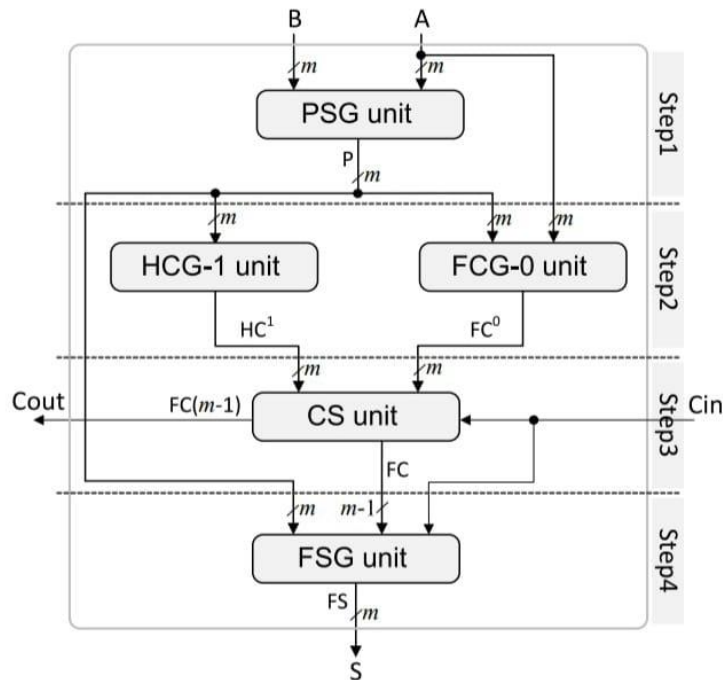 B A
m m
Step1
PSG unit
P
m
m m m
HCG-1 unit FCG-0 unit
Step2
HC¹ FC⁰
m m
Cout FC(m-1) CS unit Cin
Step3
FC
m m-1
FSG unit
Step4
FS
m
S